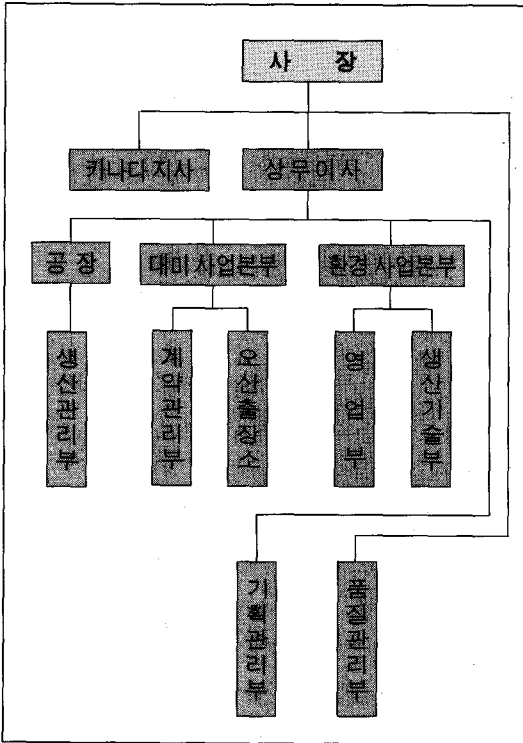 사 장
카나다지사
상무이사
공 장
대미사업본부
환경사업본부
생산관리부
계약관리부
오산출장소
영업부
생산기술부
기획관리부
품질관리부